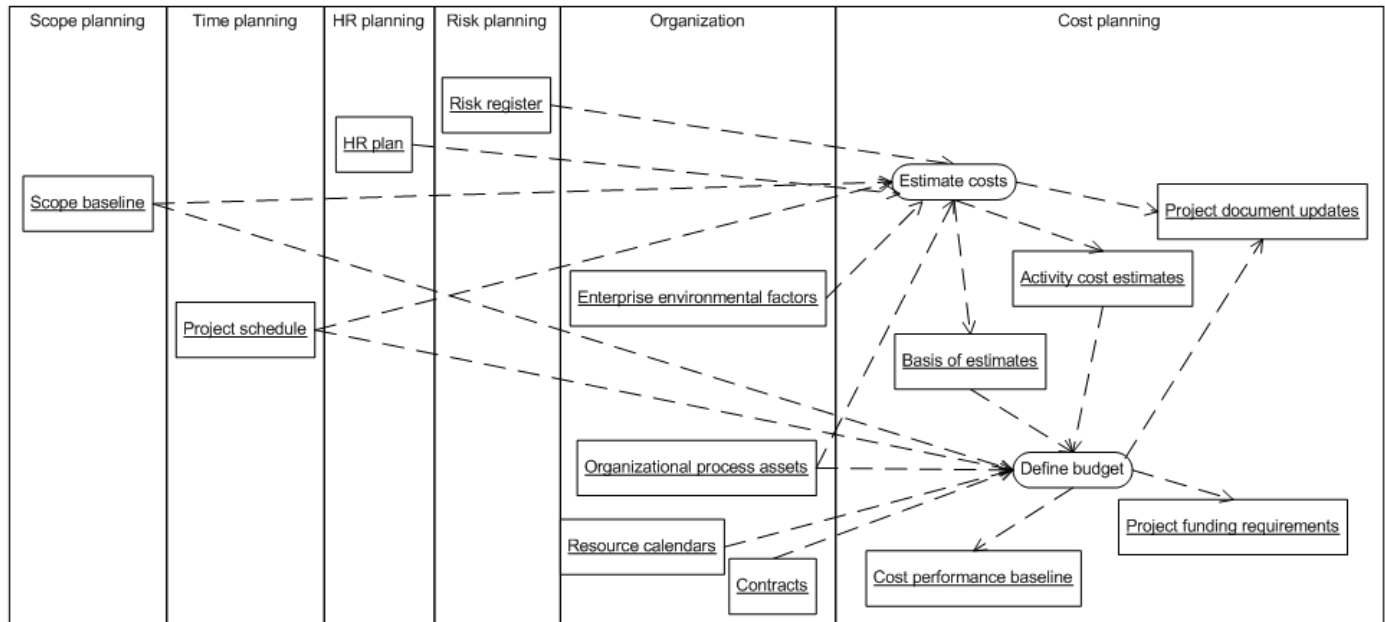 Scope planning
Time planning
HR planning
Risk planning
Organization
Cost planning
Risk register
HR plan
Estimate costs
Scope baseline
Project document updates
Activity cost estimates
Enterprise environmental factors
Project schedule
Basis of estimates
Organizational process assets
Define budget
Project funding requirements
Resource calendars
Cost performance baseline
Contracts